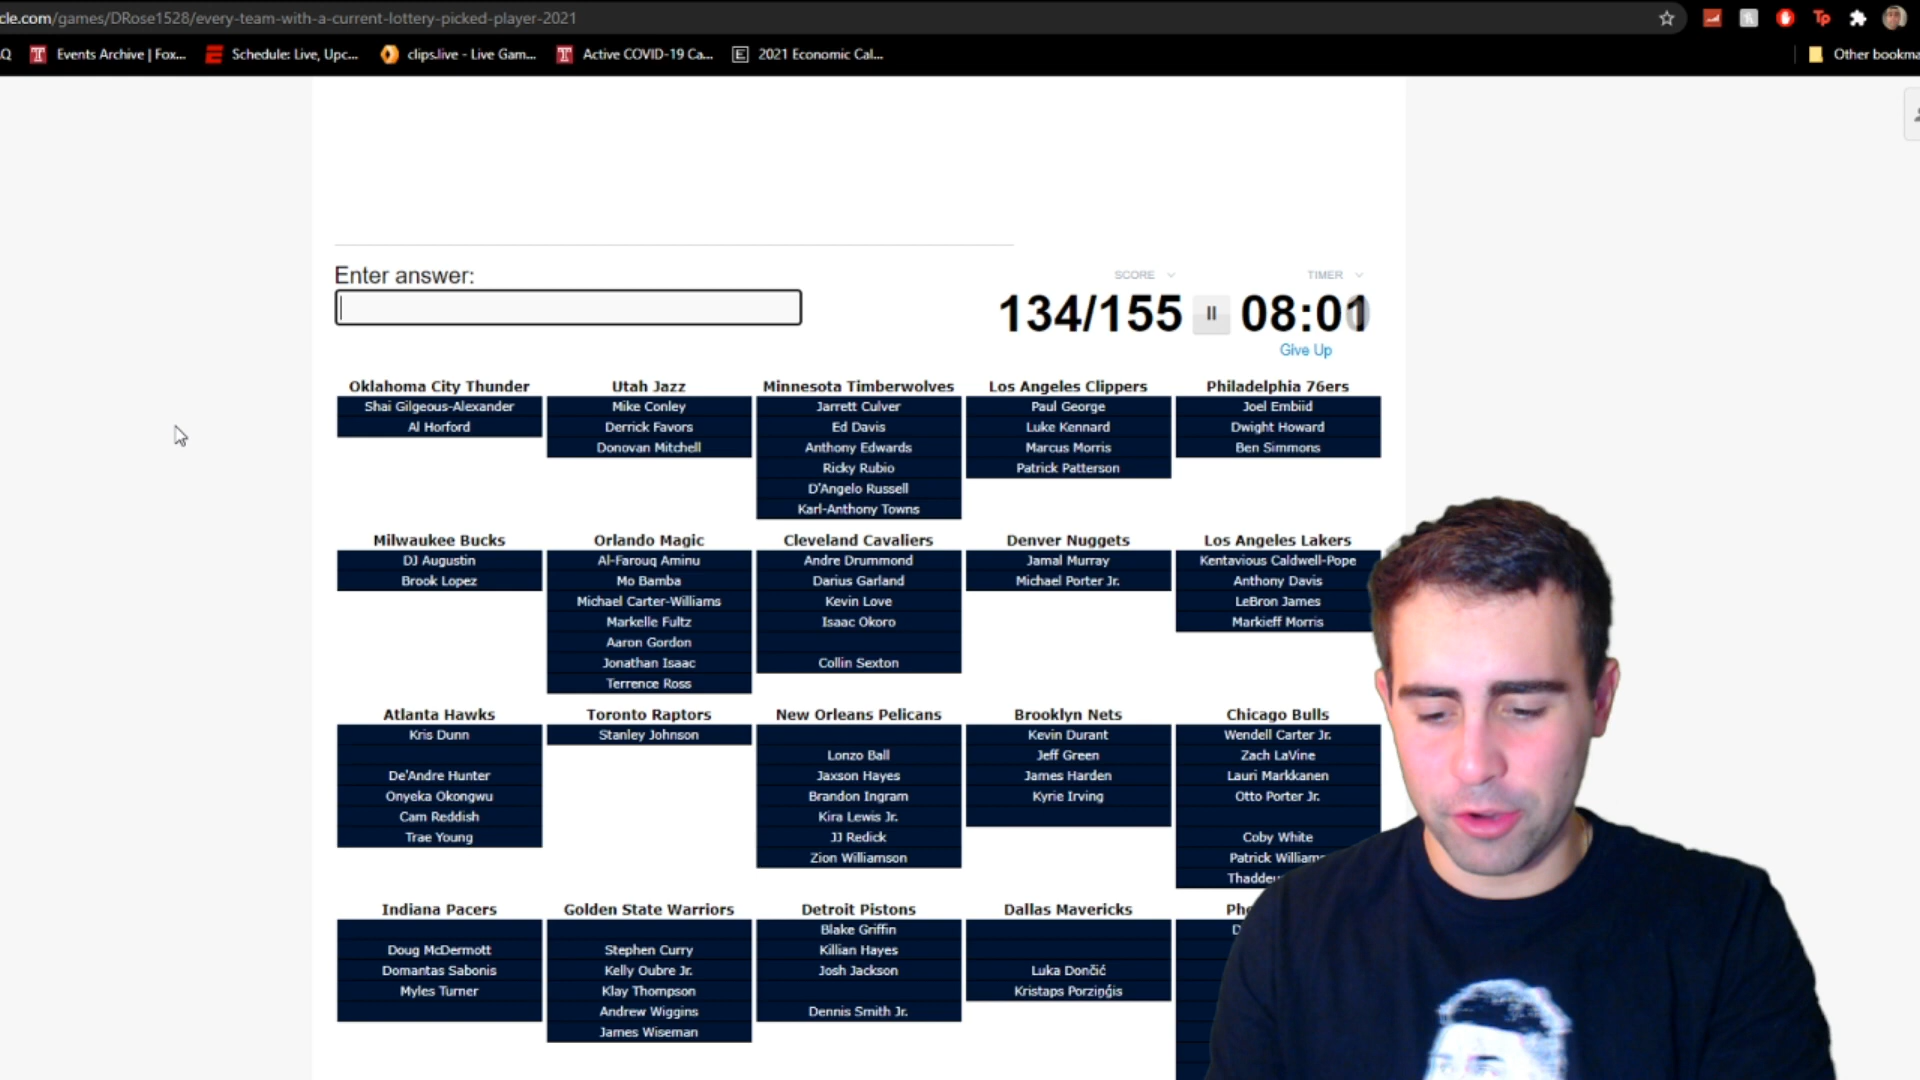 cle.com/games/DRose1528/every-team-with-a-current-lottery-picked-player-2021
Q Events Archive | Fox... Schedule: Live, Upc... clips.live - Live Gam... Active COVID-19 Ca... E 2021 Economic Cal... Other bookma
Enter answer:
SCORE TIMER
134/155 08:01
Give Up
Oklahoma City Thunder
Shai Gilgeous-Alexander
Al Horford
Utah Jazz
Mike Conley
Derrick Favors
Donovan Mitchell
Minnesota Timberwolves
Jarrett Culver
Ed Davis
Anthony Edwards
Ricky Rubio
D'Angelo Russell
Karl-Anthony Towns
Los Angeles Clippers
Paul George
Luke Kennard
Marcus Morris
Patrick Patterson
Philadelphia 76ers
Joel Embiid
Dwight Howard
Ben Simmons
Milwaukee Bucks
DJ Augustin
Brook Lopez
Orlando Magic
Al-Farouq Aminu
Mo Bamba
Michael Carter-Williams
Markelle Fultz
Aaron Gordon
Jonathan Isaac
Terrence Ross
Cleveland Cavaliers
Andre Drummond
Darius Garland
Kevin Love
Isaac Okoro
Collin Sexton
Denver Nuggets
Jamal Murray
Michael Porter Jr.
Los Angeles Lakers
Kentavious Caldwell-Pope
Anthony Davis
LeBron James
Markieff Morris
Atlanta Hawks
Kris Dunn
De'Andre Hunter
Onyeka Okongwu
Cam Reddish
Trae Young
Toronto Raptors
Stanley Johnson
New Orleans Pelicans
Lonzo Ball
Jaxson Hayes
Brandon Ingram
Kira Lewis Jr.
JJ Redick
Zion Williamson
Brooklyn Nets
Kevin Durant
Jeff Green
James Harden
Kyrie Irving
Chicago Bulls
Wendell Carter Jr.
Zach LaVine
Lauri Markkanen
Otto Porter Jr.
Coby White
Patrick Williams
Thaddeu
Indiana Pacers
Doug McDermott
Domantas Sabonis
Myles Turner
Golden State Warriors
Stephen Curry
Kelly Oubre Jr.
Klay Thompson
Andrew Wiggins
James Wiseman
Detroit Pistons
Blake Griffin
Killian Hayes
Josh Jackson
Dennis Smith Jr.
Dallas Mavericks
Luka Dončić
Kristaps Porziņģis
Pho
D